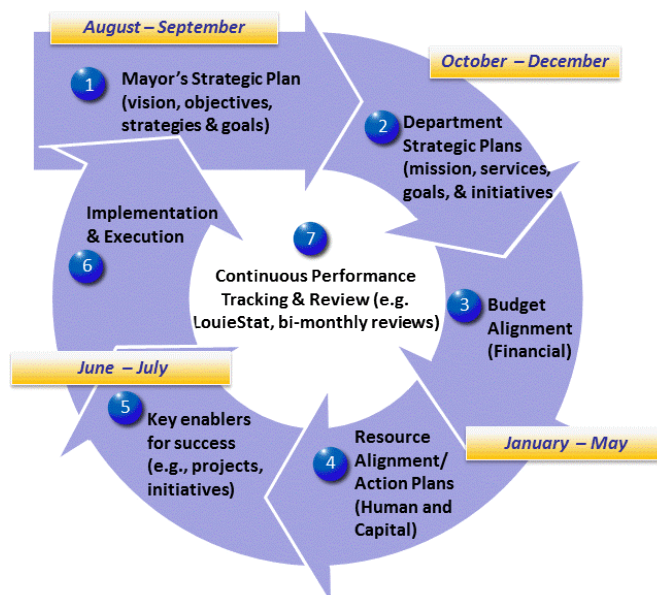 August – September
1
Mayor's Strategic Plan
(vision, objectives,
strategies & goals)
October – December
2
Department
Strategic Plans
(mission, services,
goals, & initiatives
3
Budget
Alignment
(Financial)
January – May
4
Resource
Alignment/
Action Plans
(Human and
Capital)
June – July
5
Key enablers
for success
(e.g., projects,
initiatives)
Implementation
& Execution
6
7
Continuous Performance
Tracking & Review (e.g.
LouieStat, bi-monthly reviews)